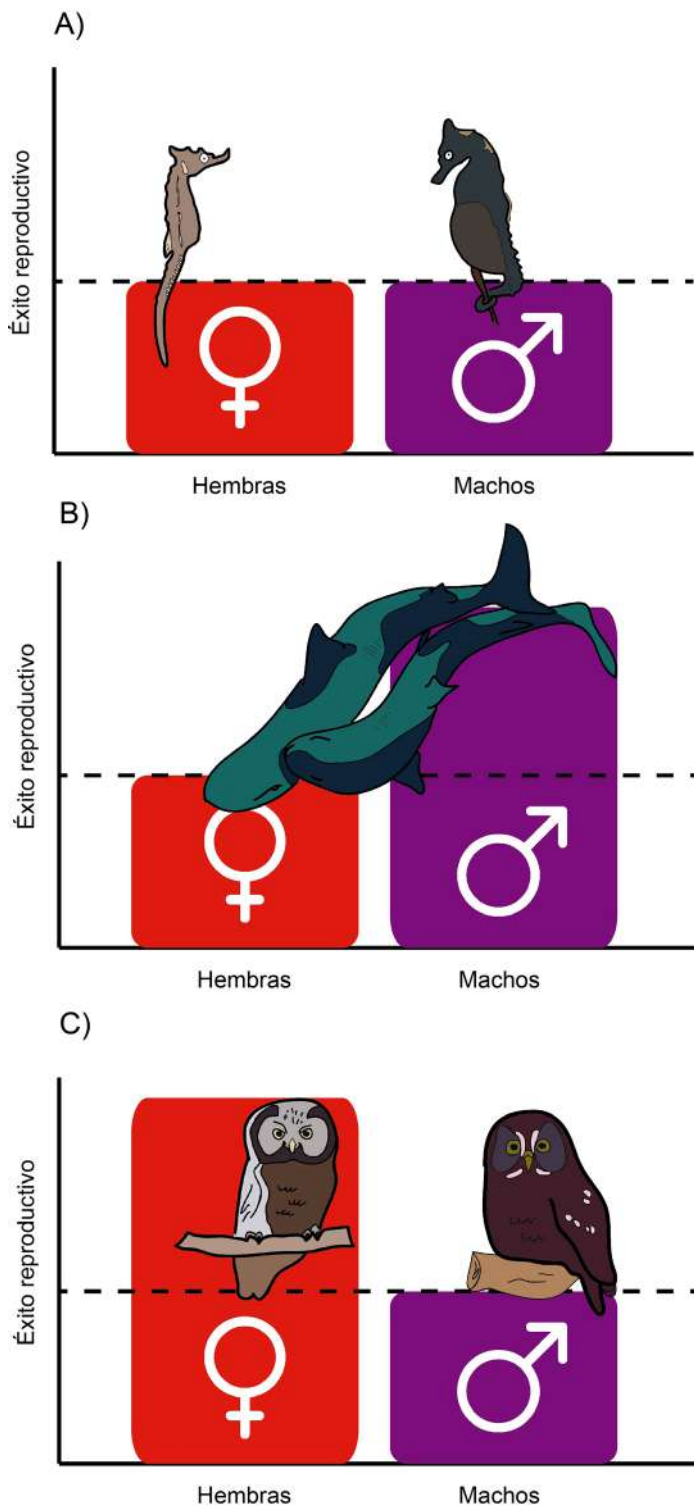 A)
Éxito reproductivo
Hembras Machos
B)
Éxito reproductivo
Hembras Machos
C)
Éxito reproductivo
Hembras Machos